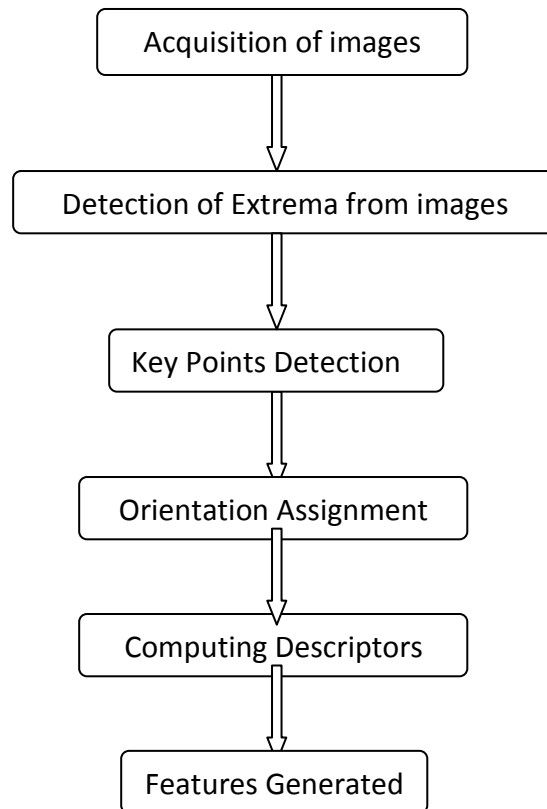 Acquisition of images
Detection of Extrema from images
Key Points Detection
Orientation Assignment
Computing Descriptors
Features Generated